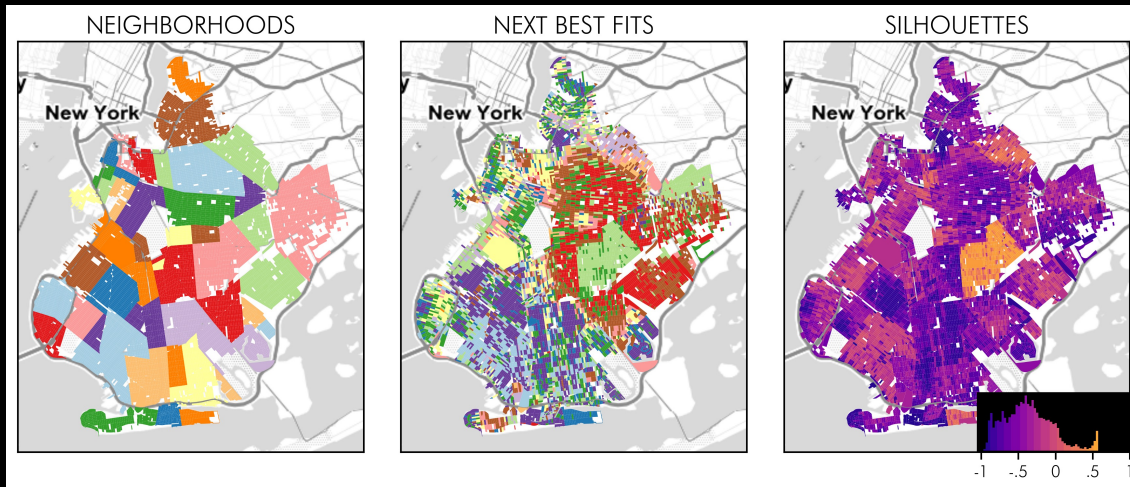 NEIGHBORHOODS
NEXT BEST FITS
SILHOUETTES
y
New York
New York
y
New York
-1 -.5 0 .5 1